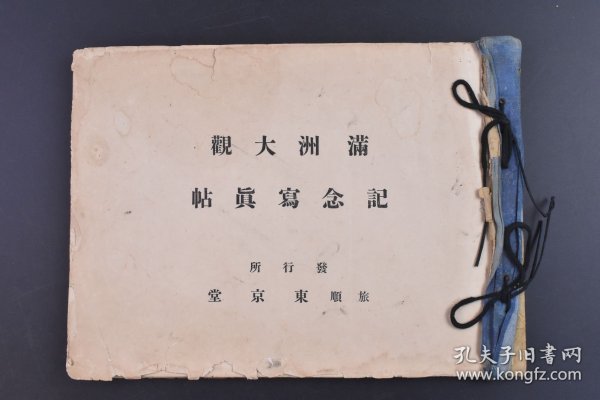 滿洲大觀
記念寫眞帖
發行所
旅順東京堂
孔夫子旧书网
www.kongfz.com